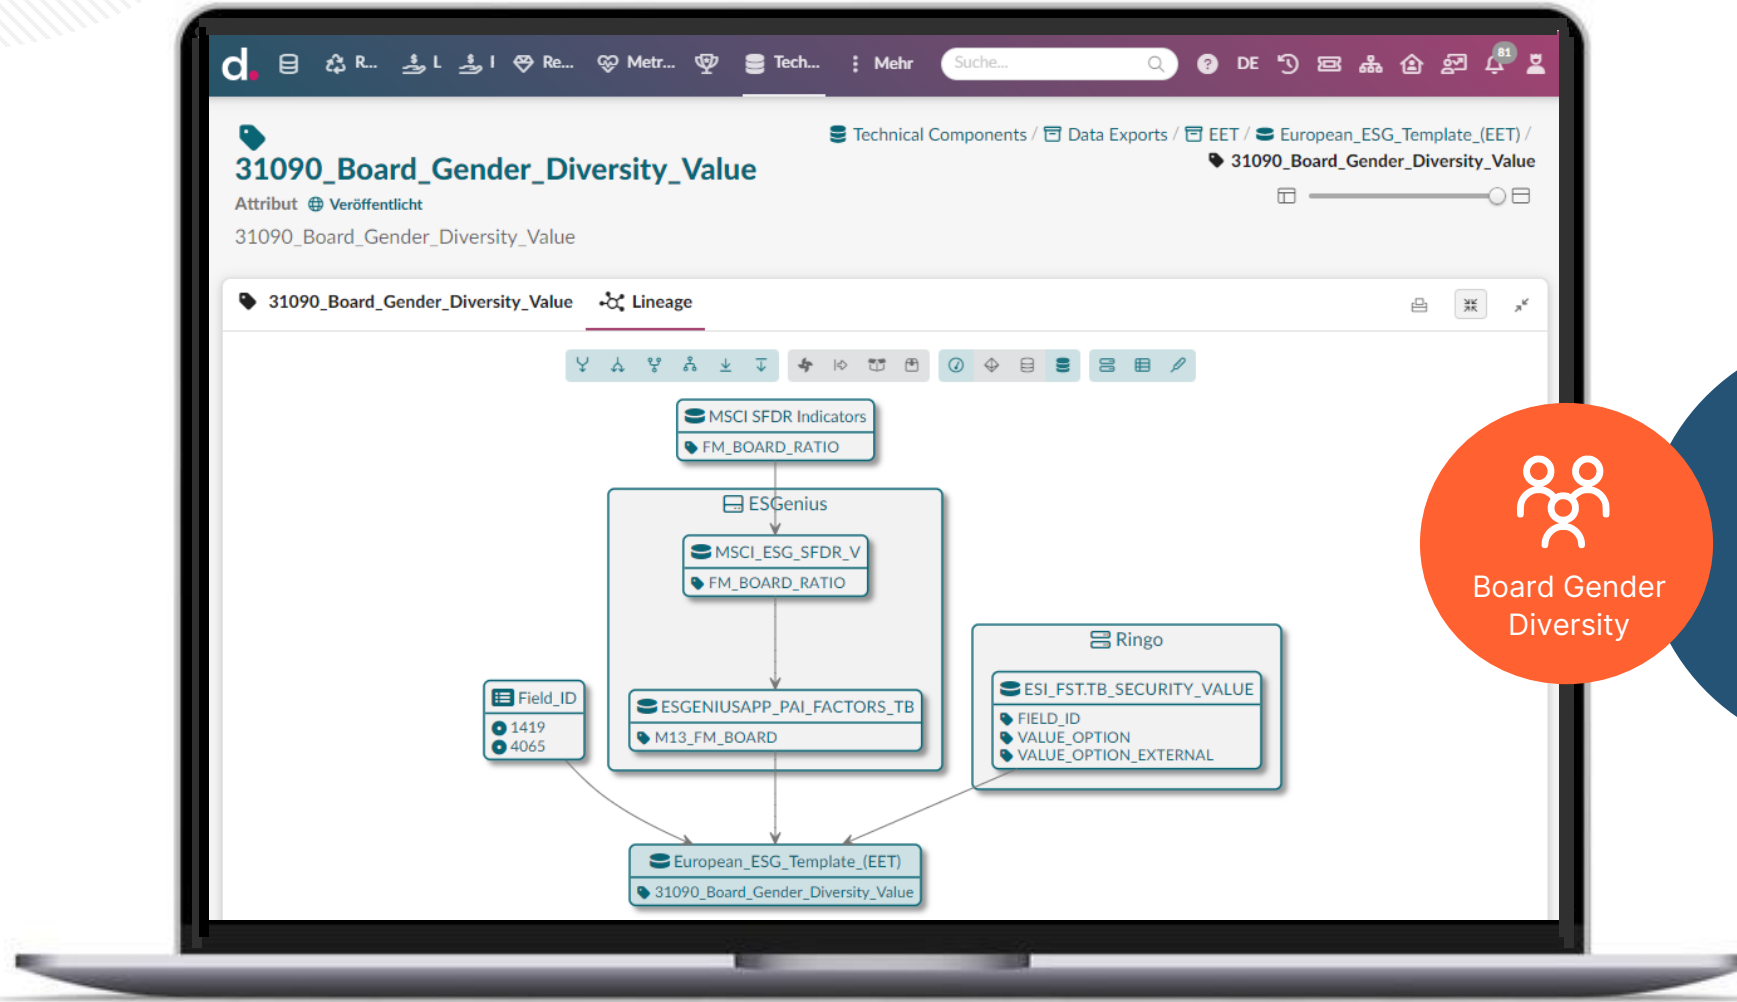 d. R... L I Re... Metr... Tech... Mehr Suche... ? DE 81
Technical Components / Data Exports / EET / European_ESG_Template_(EET) /
31090_Board_Gender_Diversity_Value
31090_Board_Gender_Diversity_Value
Attribut Veröffentlicht
31090_Board_Gender_Diversity_Value
31090_Board_Gender_Diversity_Value Lineage
MSCI SFDR Indicators
FM_BOARD_RATIO
ESGenius
MSCI_ESG_SFDR_V
FM_BOARD_RATIO
Ringo
ESI_FST.TB_SECURITY_VALUE
FIELD_ID
VALUE_OPTION
VALUE_OPTION_EXTERNAL
Field_ID
1419
4065
ESGENIUSAPP_PAI_FACTORS_TB
M13_FM_BOARD
European_ESG_Template_(EET)
31090_Board_Gender_Diversity_Value
Board Gender
Diversity